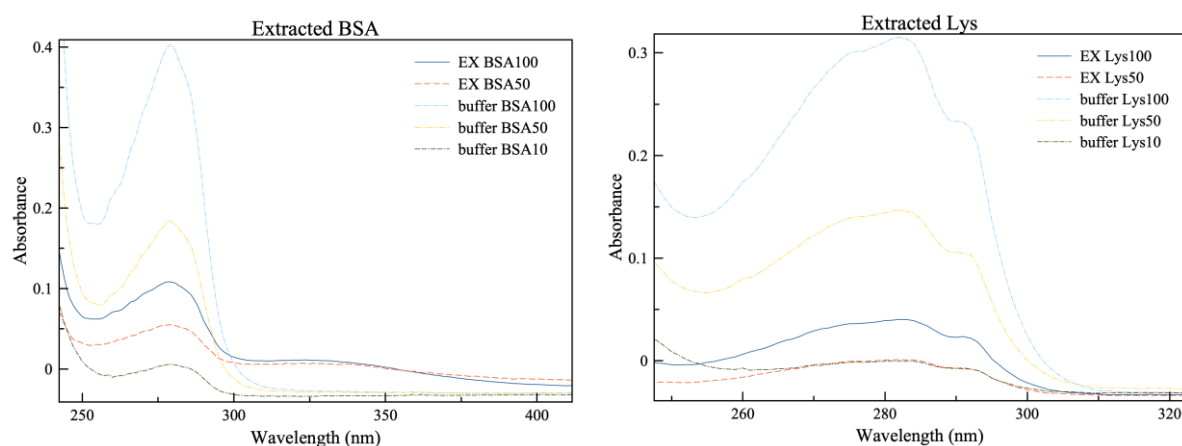 Extracted BSA
0.4
0.3
0.2
0.1
0
Absorbance
EX BSA100
EX BSA50
buffer BSA100
buffer BSA50
buffer BSA10
250
300
350
400
Wavelength (nm)
Extracted Lys
0.3
0.2
0.1
0
Absorbance
EX Lys100
EX Lys50
buffer Lys100
buffer Lys50
buffer Lys10
260
280
300
320
Wavelength (nm)